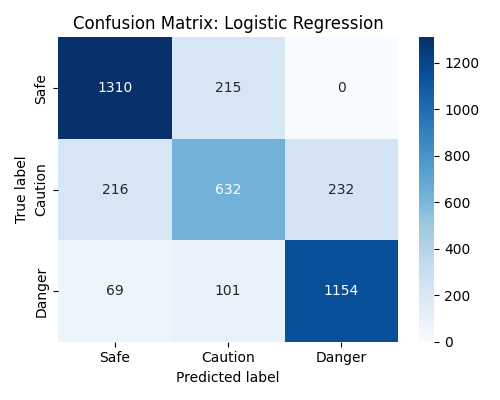 Confusion Matrix: Logistic Regression
True label
Safe
1310 215 0
Caution
216 632 232
Danger
69 101 1154
Safe Caution Danger
Predicted label
1200
1000
800
600
400
200
0